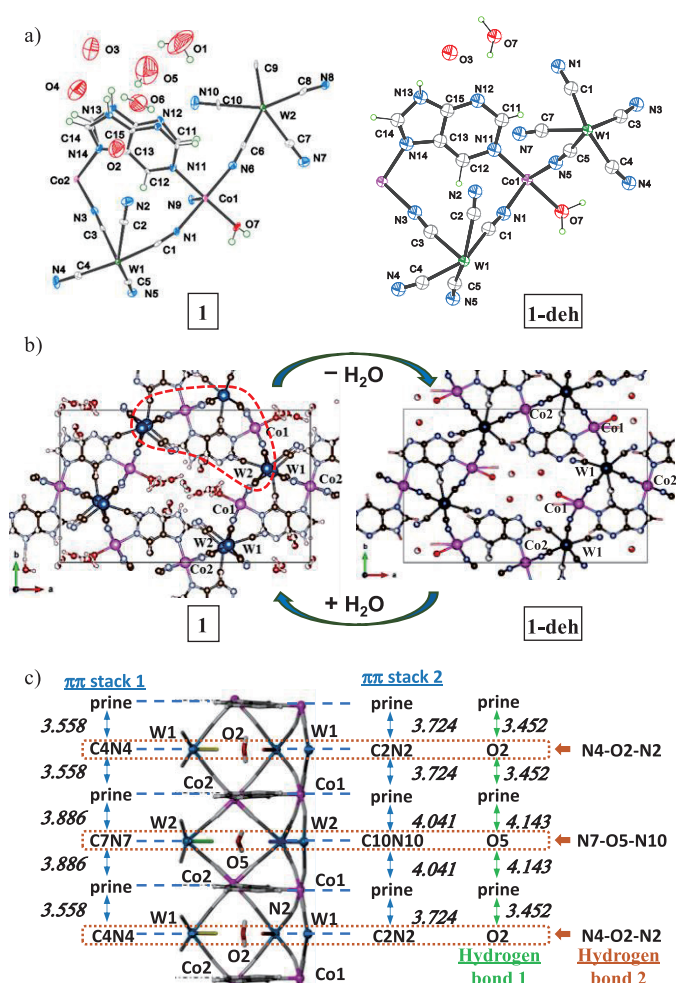 a)
O3
O1
O5
O4
O6
C9
N8
C8
N10
C10
W2
N13
N12
C15
C11
C14
C13
N14
O2
C12
N11
C6
C7
N7
N6
Co2
N9
Co1
N2
N3
C2
O7
C3
C1
N1
N4
C4
W1
C5
N5
1
O7
O3
N1
N13
C15
N12
C1
C11
C7
N3
C3
C14
C13
N11
N7
W1
N14
C12
C5
C4
N2
Co1
N5
N4
N3
C2
N1
O7
C3
C1
W1
N4
C4
C5
N5
1-deh
b)
− H₂O
Co1
W2
W1
Co2
Co1
W2
W1
Co2
b
a
1
Co2
Co1
W1
Co2
Co1
Co2
W1
b
a
1-deh
+ H₂O
c)
ππ stack 1
ππ stack 2
prine
prine
prine
3.558
W1
O2
W1
3.724
3.452
C4N4
C2N2
O2
N4-O2-N2
3.558
Co2
Co1
3.724
3.452
prine
prine
prine
3.886
W2
W2
4.041
4.143
C7N7
C10N10
O5
N7-O5-N10
3.886
O5
Co2
Co1
4.041
4.143
prine
prine
prine
3.558
W1
N2
W1
3.724
3.452
C4N4
C2N2
O2
N4-O2-N2
Co2
O2
Co1
Hydrogen
bond 1
Hydrogen
bond 2